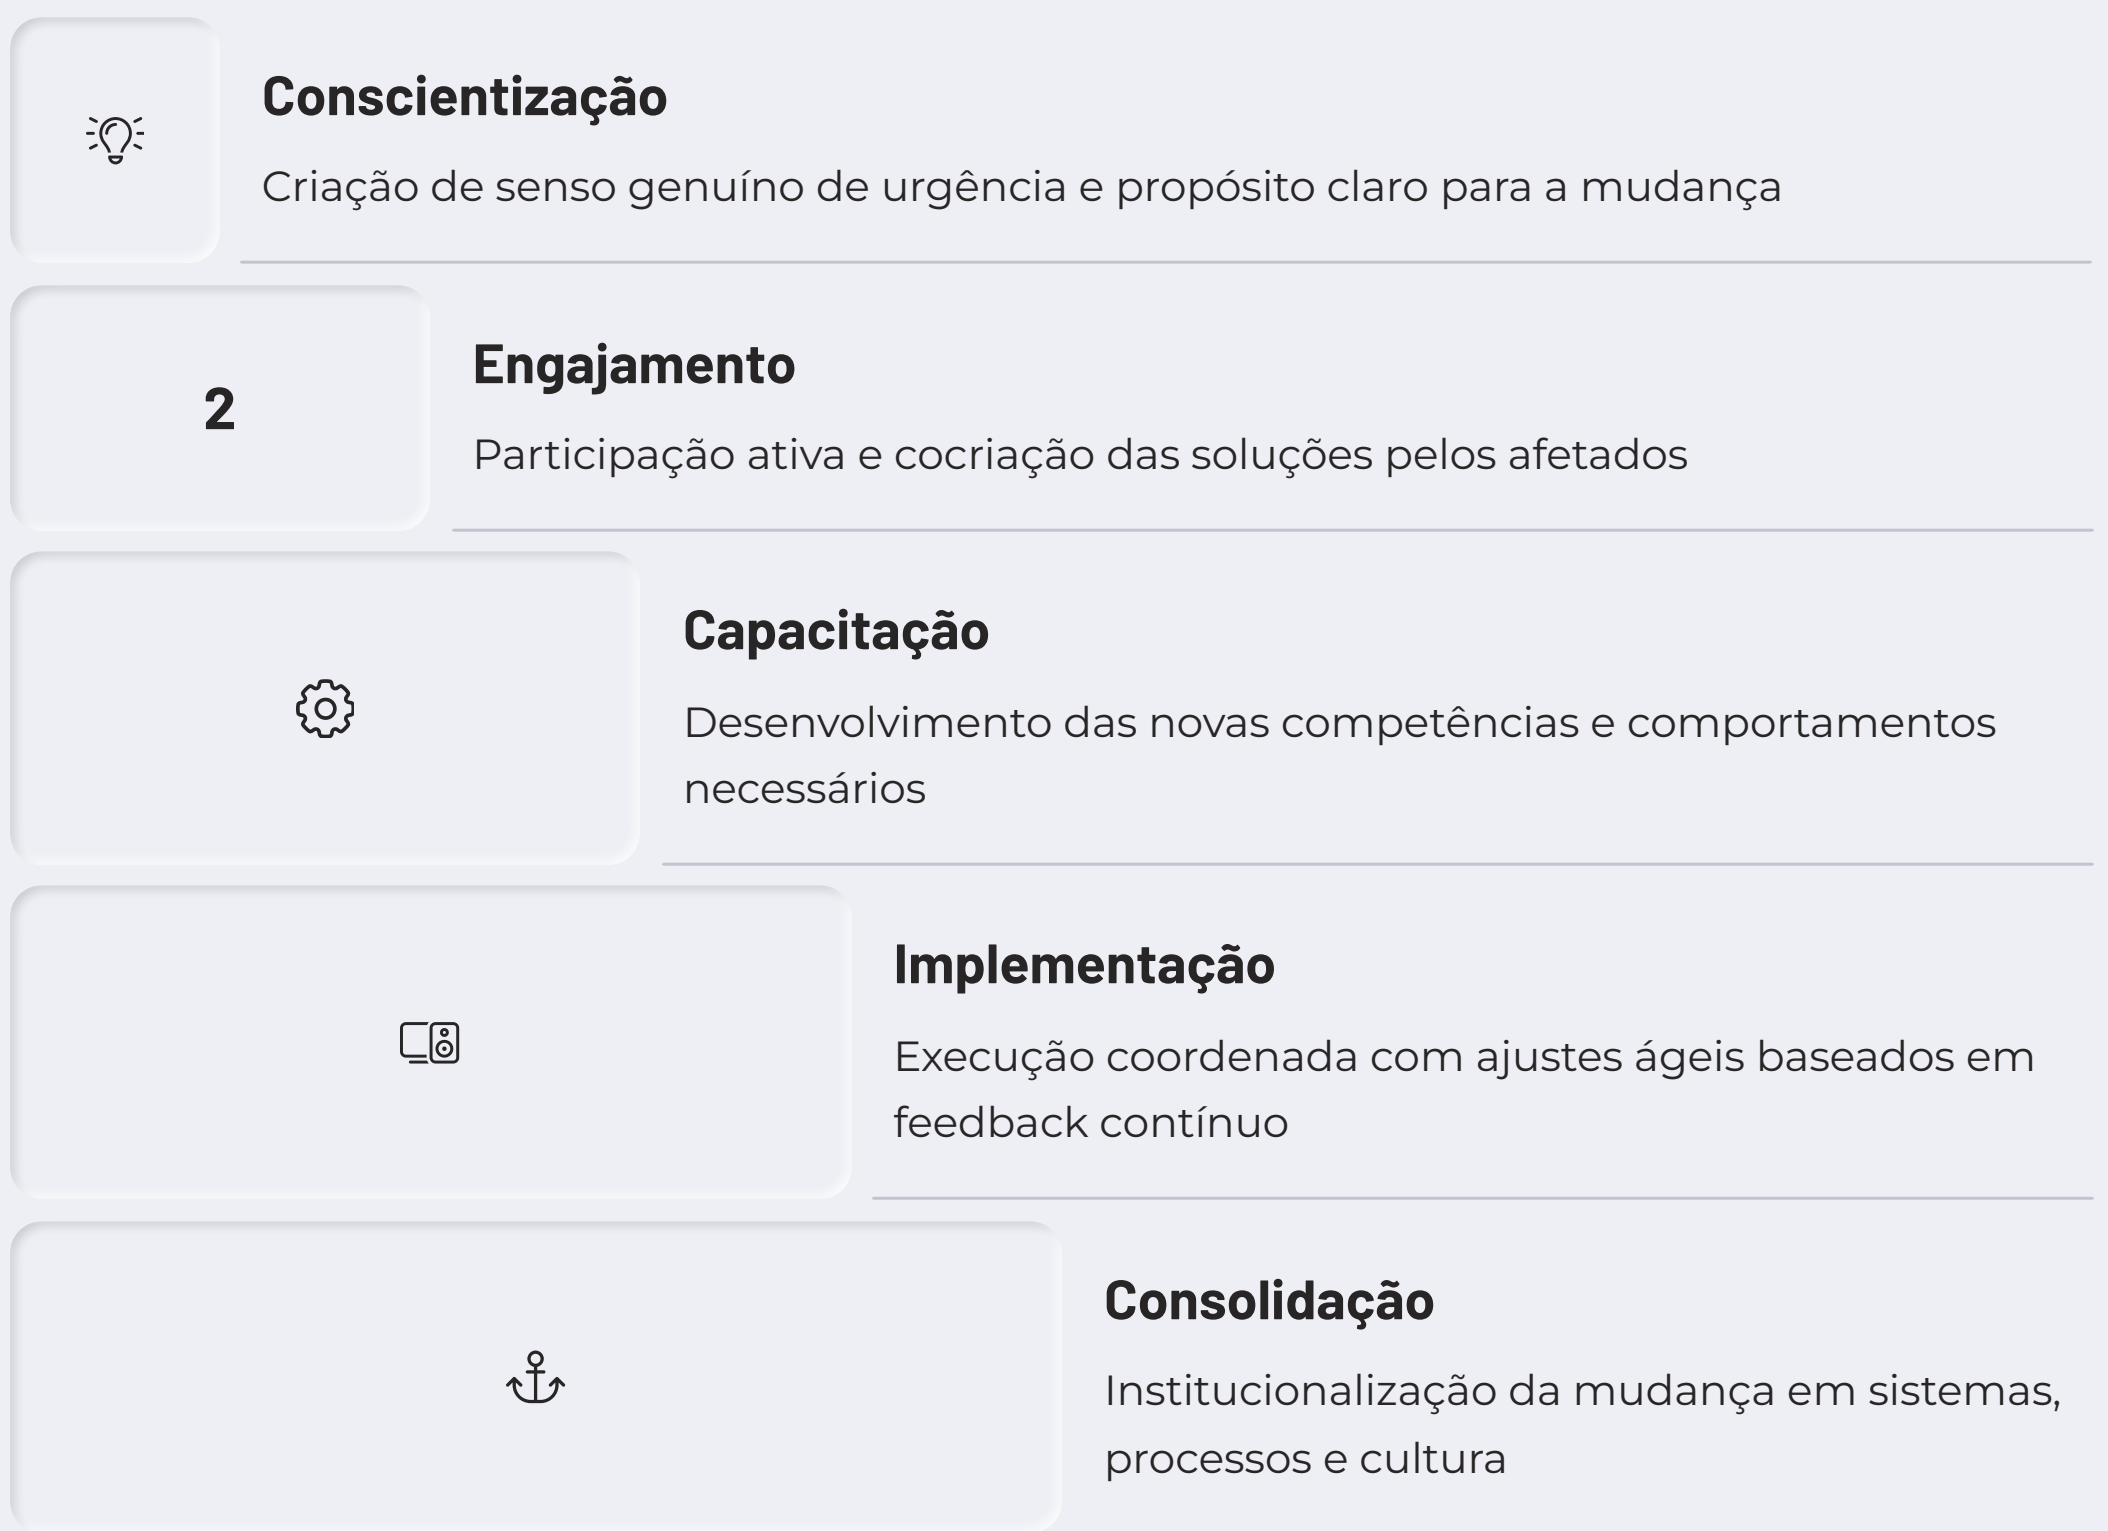 Conscientização
Criação de senso genuíno de urgência e propósito claro para a mudança
2
Engajamento
Participação ativa e cocriação das soluções pelos afetados
Capacitação
Desenvolvimento das novas competências e comportamentos
necessários
Implementação
Execução coordenada com ajustes ágeis baseados em
feedback contínuo
Consolidação
Institucionalização da mudança em sistemas,
processos e cultura